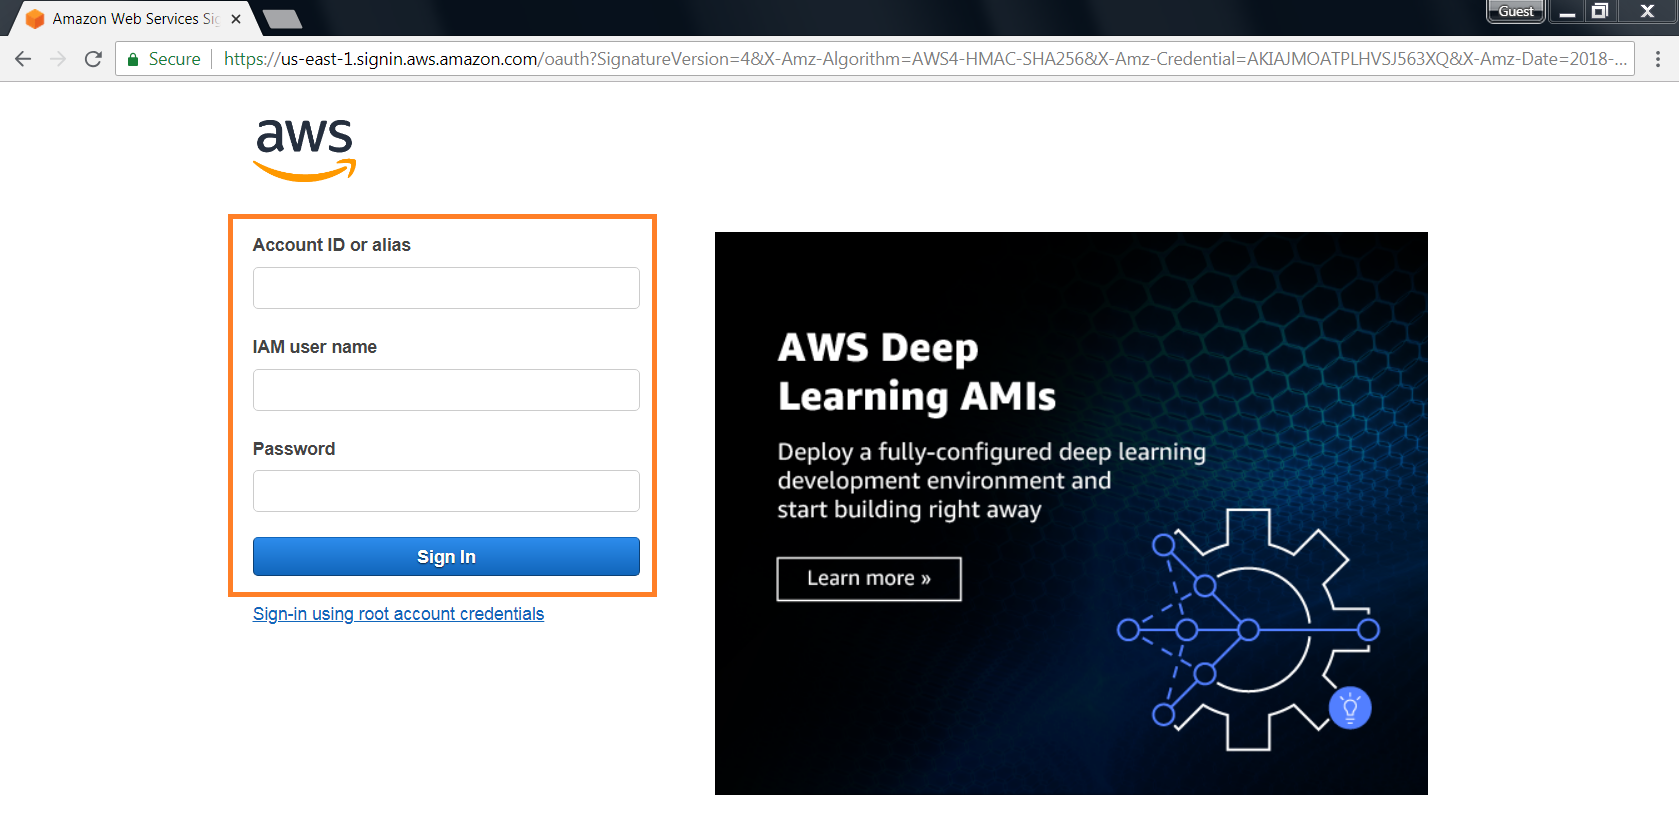 Amazon Web Services Sig
Guest
Secure
https://us-east-1.signin.aws.amazon.com/oauth?SignatureVersion=4&X-Amz-Algorithm=AWS4-HMAC-SHA256&X-Amz-Credential=AKIAJMOATPLHVSJ563XQ&X-Amz-Date=2018-...
aws
Account ID or alias
IAM user name
Password
Sign In
Sign-in using root account credentials
AWS Deep
Learning AMIs
Deploy a fully-configured deep learning
development environment and
start building right away
Learn more »